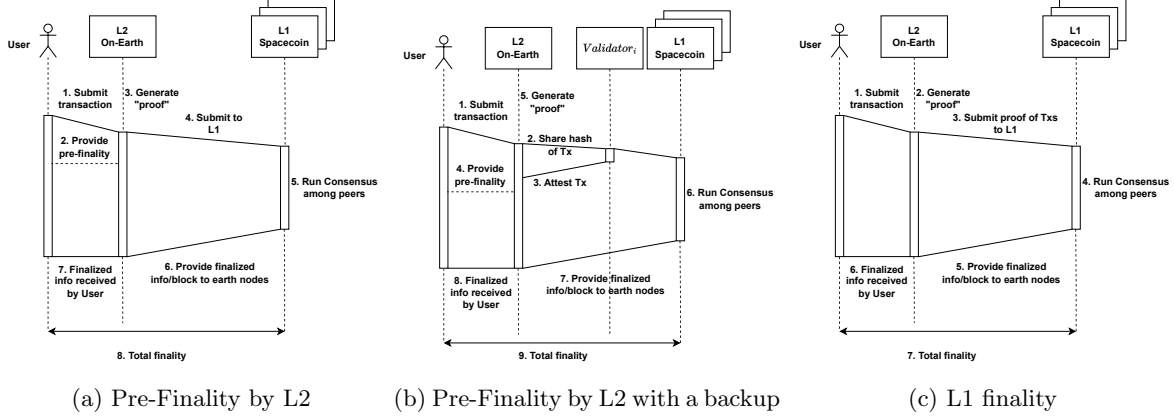 User
L2
On-Earth
L1
Spacecoin
1. Submit
transaction
3. Generate
"proof"
4. Submit to
L1
2. Provide
pre-finality
5. Run Consensus
among peers
7. Finalized
info received
by User
6. Provide finalized
info/block to earth nodes
8. Total finality
(a) Pre-Finality by L2
User
L2
On-Earth
Validator_i
L1
Spacecoin
5. Generate
"proof"
1. Submit
transaction
2. Share hash
of Tx
4. Provide
pre-finality
3. Attest Tx
6. Run Consensus
among peers
8. Finalized
info received
by User
7. Provide finalized
info/block to earth nodes
9. Total finality
(b) Pre-Finality by L2 with a backup
User
L2
On-Earth
L1
Spacecoin
1. Submit
transaction
2. Generate
"proof"
3. Submit proof of Txs
to L1
4. Run Consensus
among peers
6. Finalized
info received
by User
5. Provide finalized
info/block to earth nodes
7. Total finality
(c) L1 finality